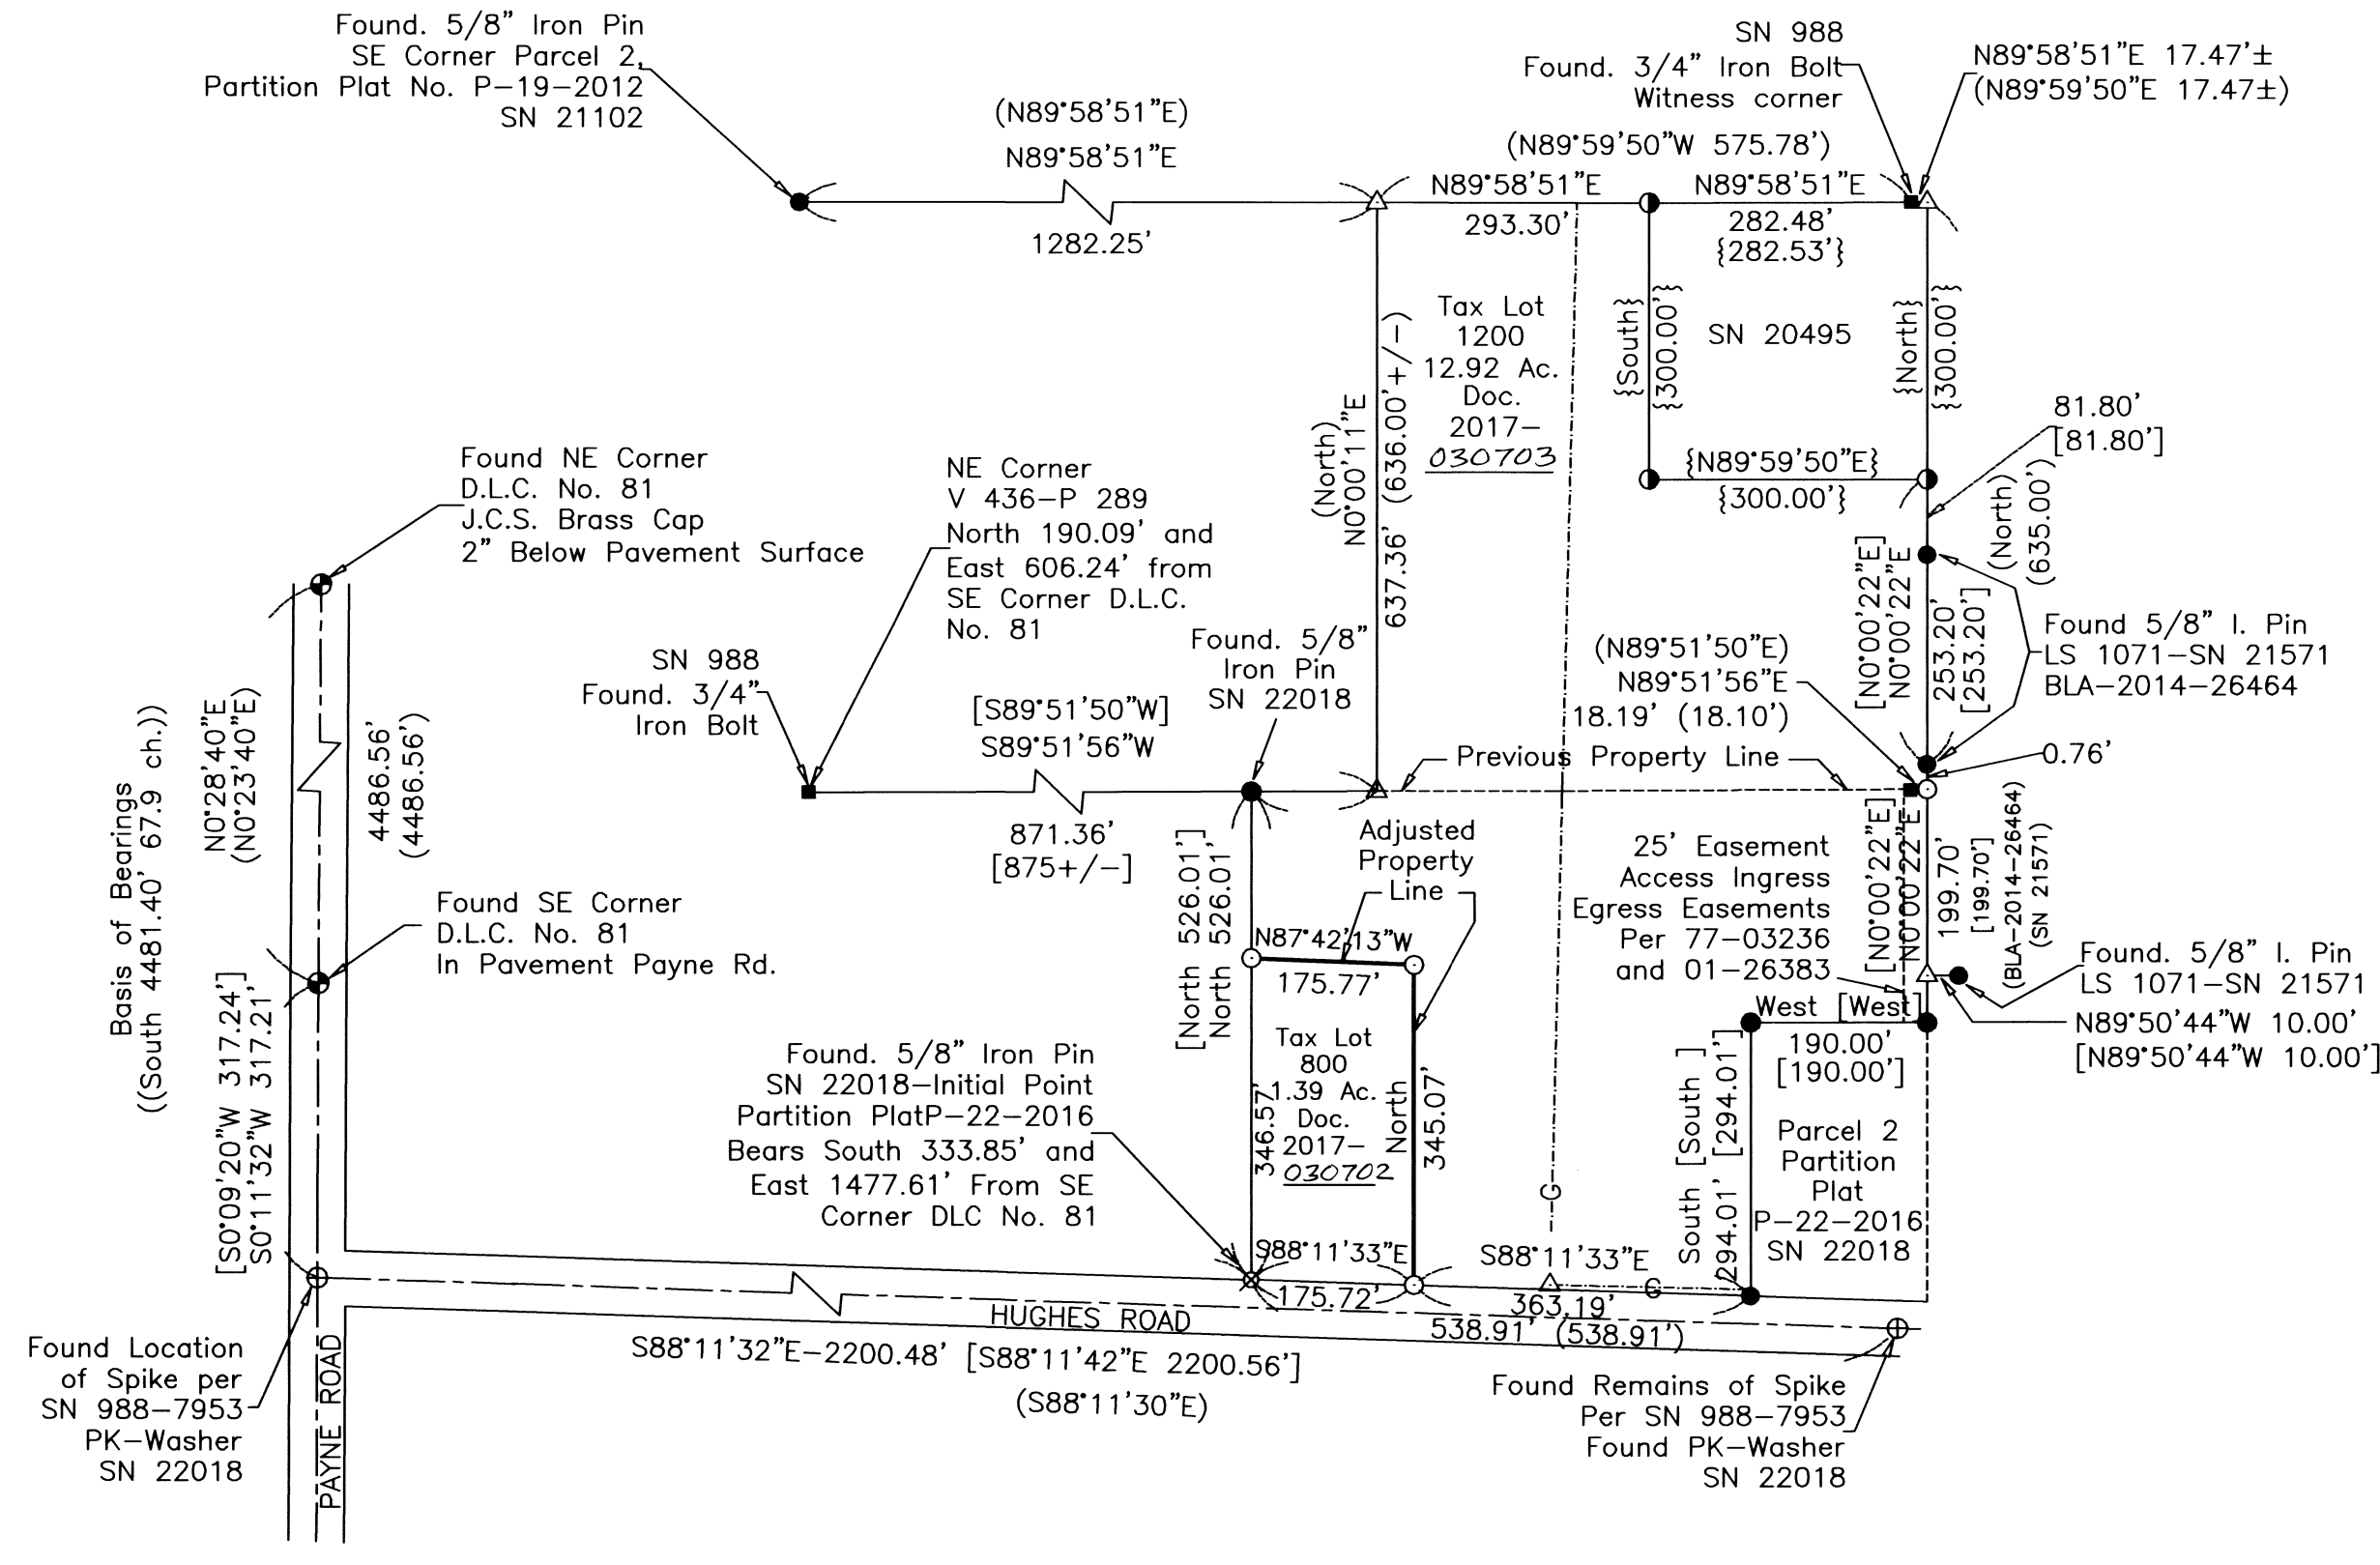 Found. 5/8" Iron Pin
SE Corner Parcel 2,
Partition Plat No. P-19-2012
SN 21102
(N89°58'51"E)
N89°58'51"E
1282.25'
SN 988
Found. 3/4" Iron Bolt
Witness corner
N89°58'51"E 17.47'±
(N89°59'50"E 17.47±)
(N89°59'50"W 575.78')
N89°58'51"E
293.30'
N89°58'51"E
282.48'
{282.53'}
Tax Lot
1200
12.92 Ac.
Doc.
2017-
030703
{South}
{300.00'}
SN 20495
{North}
{300.00'}
{N89°59'50"E}
{300.00'}
81.80'
[81.80']
(North)
(635.00')
(North)
N0°00'11"E
637.36' (636.00'+/-)
[N0°00'22"E]
N0°00'22"E
253.20'
[253.20']
Found 5/8" I. Pin
LS 1071-SN 21571
BLA-2014-26464
Found NE Corner
D.L.C. No. 81
J.C.S. Brass Cap
2" Below Pavement Surface
NE Corner
V 436-P 289
North 190.09' and
East 606.24' from
SE Corner D.L.C.
No. 81
SN 988
Found. 3/4"
Iron Bolt
Found. 5/8"
Iron Pin
SN 22018
[S89°51'50"W]
S89°51'56"W
871.36'
[875+/-]
(N89°51'50"E)
N89°51'56"E
18.19' (18.10')
Previous Property Line
0.76'
Basis of Bearings
((South 4481.40' 67.9 ch.))
N0°28'40"E
(N0°23'40"E)
4486.56'
(4486.56')
Found SE Corner
D.L.C. No. 81
In Pavement Payne Rd.
[S0°09'20"W 317.24']
S0°11'32"W 317.21'
Adjusted
Property
Line
[North 526.01']
North 526.01'
N87°42'13"W
175.77'
25' Easement
Access Ingress
Egress Easements
Per 77-03236
and 01-26383
[N0°00'22"E]
N0°00'22"E
199.70'
[199.70']
(BLA-2014-26464)
(SN 21571)
Found. 5/8" I. Pin
LS 1071-SN 21571
N89°50'44"W 10.00'
[N89°50'44"W 10.00']
West [West]
190.00'
[190.00']
Found. 5/8" Iron Pin
SN 22018-Initial Point
Partition PlatP-22-2016
Bears South 333.85' and
East 1477.61' From SE
Corner DLC No. 81
346.57'
Tax Lot
800
1.39 Ac.
Doc.
2017-
030702
North
345.07'
South [South ]
294.01' [294.01']
Parcel 2
Partition
Plat
P-22-2016
SN 22018
G
S88°11'33"E
175.72'
S88°11'33"E
G
363.19'
538.91' (538.91')
HUGHES ROAD
S88°11'32"E-2200.48' [S88°11'42"E 2200.56']
(S88°11'30"E)
Found Location
of Spike per
SN 988-7953
PK-Washer
SN 22018
PAYNE ROAD
Found Remains of Spike
Per SN 988-7953
Found PK-Washer
SN 22018